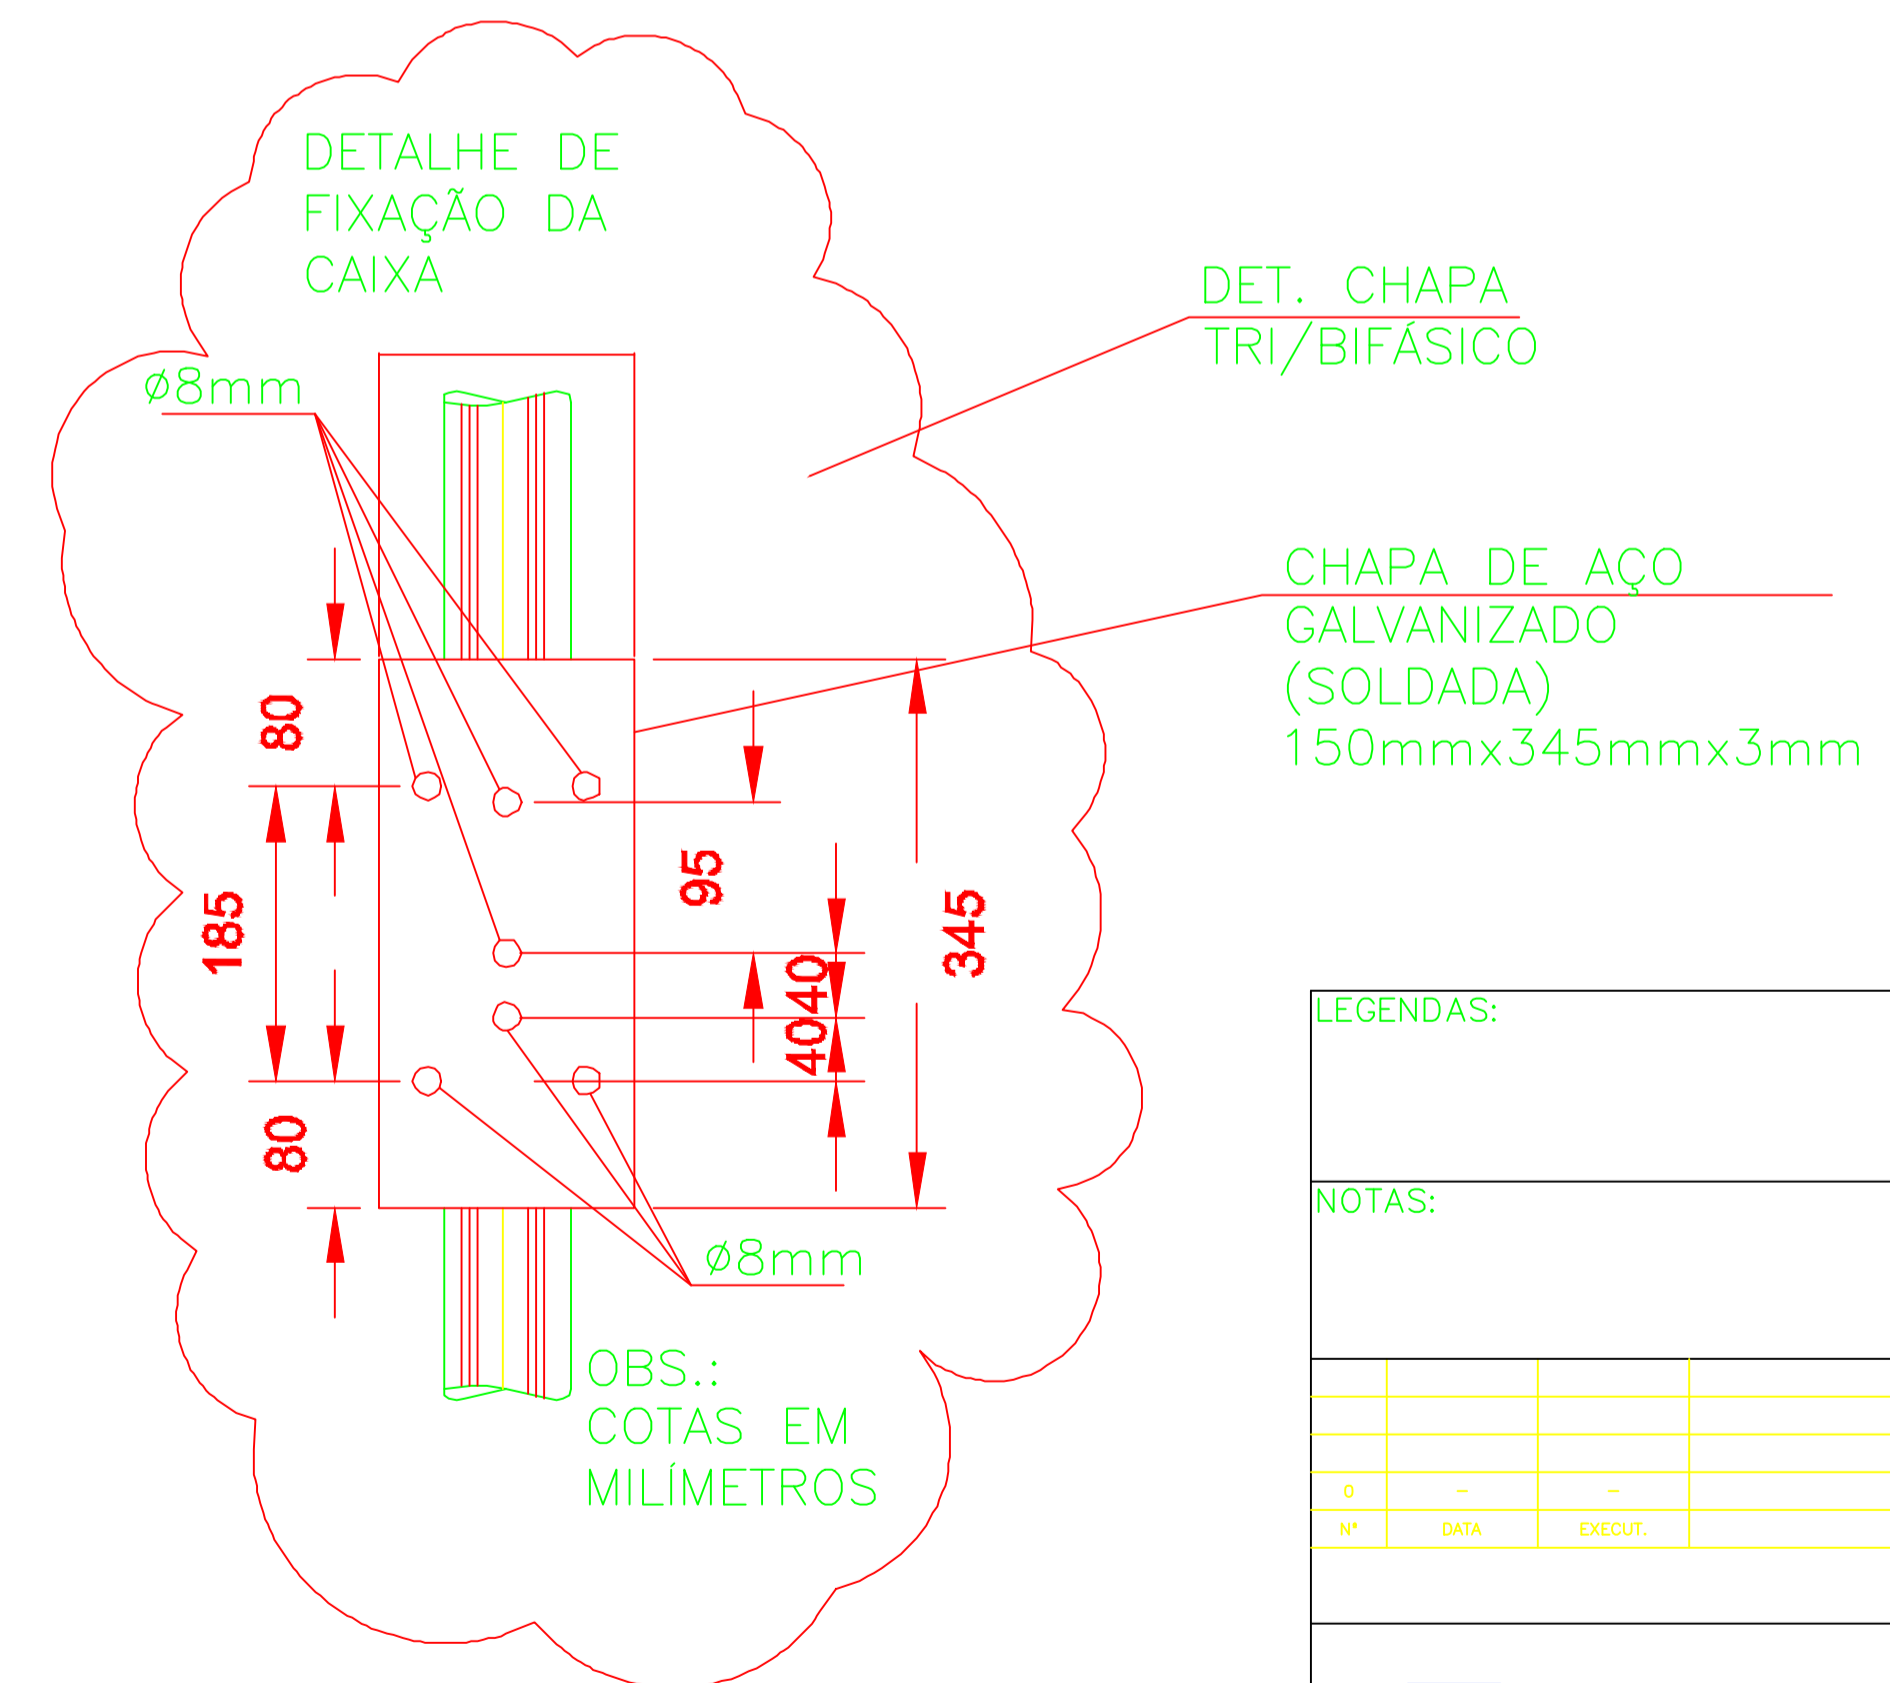 DETALHE DE
FIXAÇÃO DA
CAIXA
DET. CHAPA
TRI/BIFÁSICO
ø8mm
CHAPA DE AÇO
GALVANIZADO
(SOLDADA)
150mmx345mmx3mm
80
185
80
95
40
40
345
ø8mm
OBS.:
COTAS EM
MILÍMETROS
LEGENDAS:
NOTAS:
0 - -
N° DATA EXECUT.